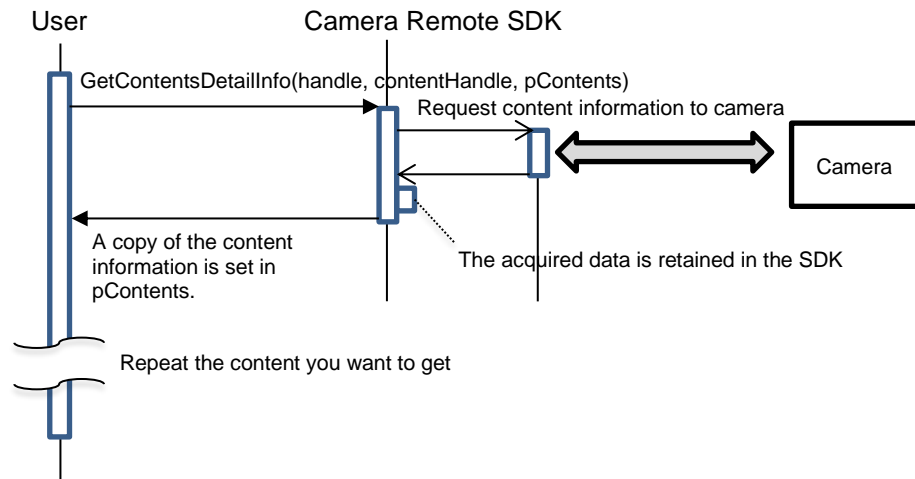 User
Camera Remote SDK
GetContentsDetailInfo(handle, contentHandle, pContents)
Request content information to camera
Camera
A copy of the content
information is set in
pContents.
The acquired data is retained in the SDK
Repeat the content you want to get